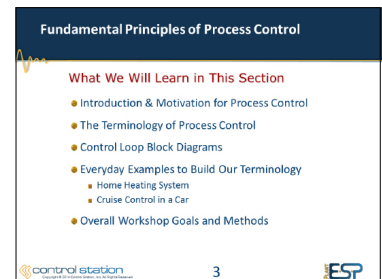 Fundamental Principles of Process Control
What We Will Learn in This Section
Introduction & Motivation for Process Control
The Terminology of Process Control
Control Loop Block Diagrams
Everyday Examples to Build Our Terminology
Home Heating System
Cruise Control in a Car
Overall Workshop Goals and Methods
control station
3
ESP